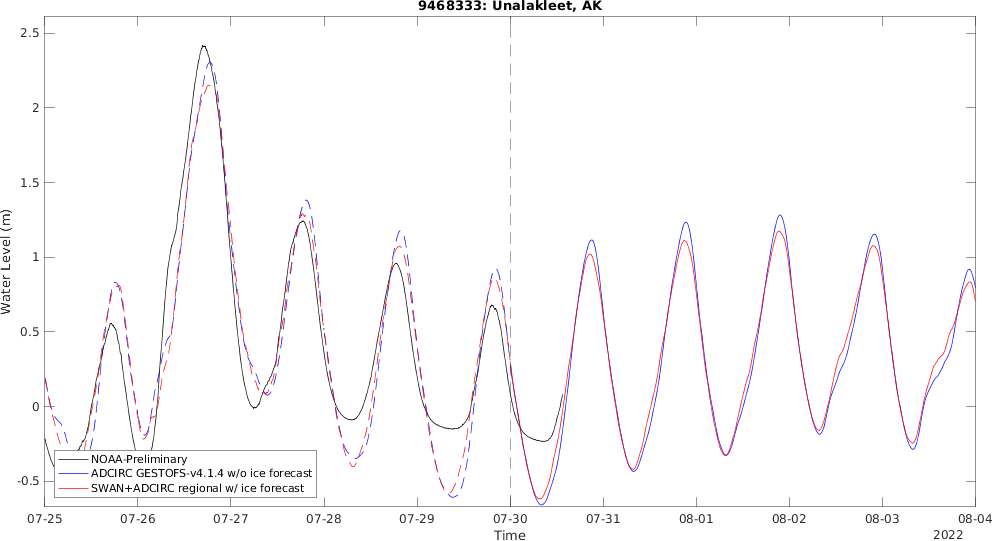 9468333: Unalakleet, AK
Water Level (m)
2.5
2
1.5
1
0.5
0
-0.5
NOAA-Preliminary
ADCIRC GESTOFS-v4.1.4 w/o ice forecast
SWAN+ADCIRC regional w/ ice forecast
07-25 07-26 07-27 07-28 07-29 07-30 07-31 08-01 08-02 08-03 08-04
Time
2022